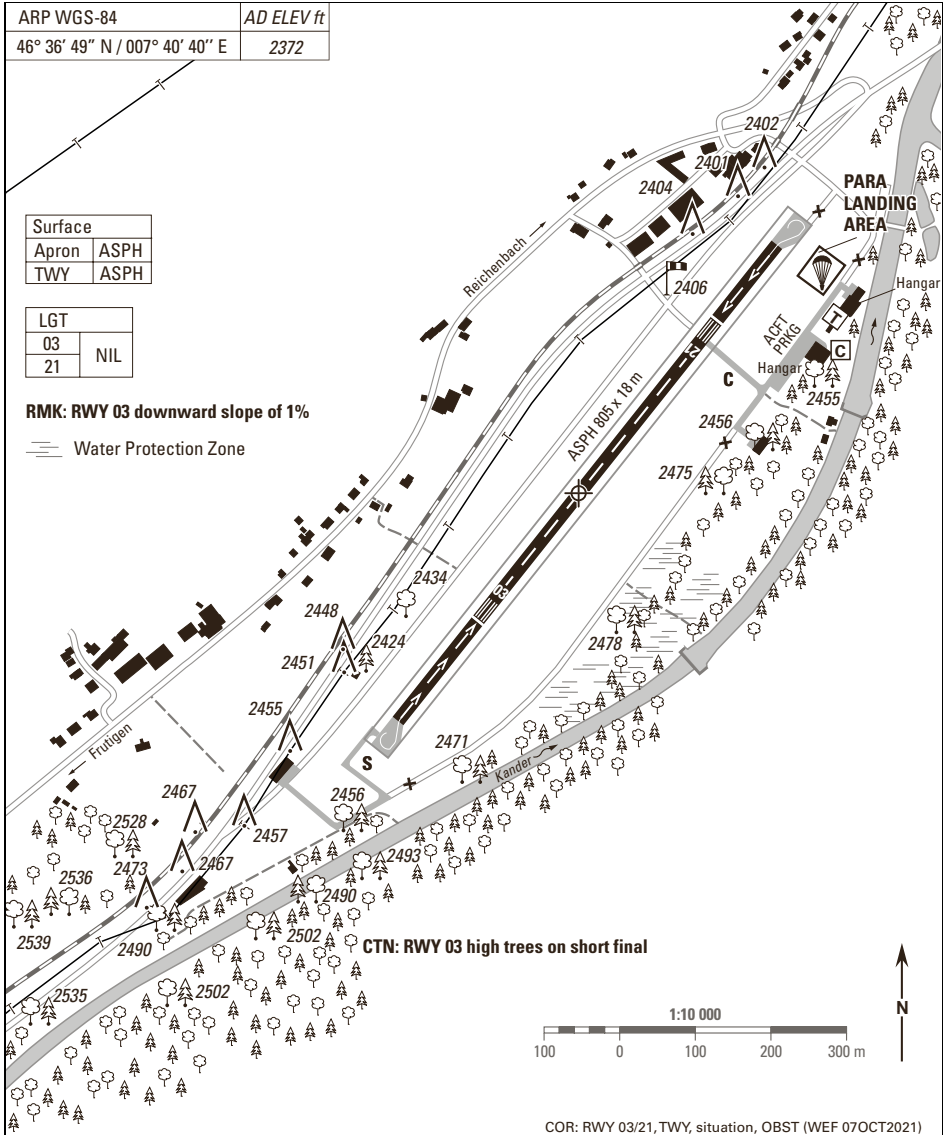 ARP WGS-84 AD ELEV ft
46° 36′ 49″ N / 007° 40′ 40″ E 2372
2402
2401
2404
PARA
LANDING
AREA
Surface
Apron ASPH
TWY ASPH
Reichenbach
2406
Hangar
LGT
03 NIL
21
T
ACFT
PRKG
C
Hangar
21
C
2455
RMK: RWY 03 downward slope of 1%
Water Protection Zone
ASPH 805 x 18 m
2456
2475
2434
03
2448
2424
2451
2478
2455
Frutigen
S
2471
Kander
2467
2456
2457
2528
2473
2467
2493
2536
2490
2539
2490
2502
CTN: RWY 03 high trees on short final
2535
2502
N
1:10 000
100 0 100 200 300 m
COR: RWY 03/21, TWY, situation, OBST (WEF 07OCT2021)